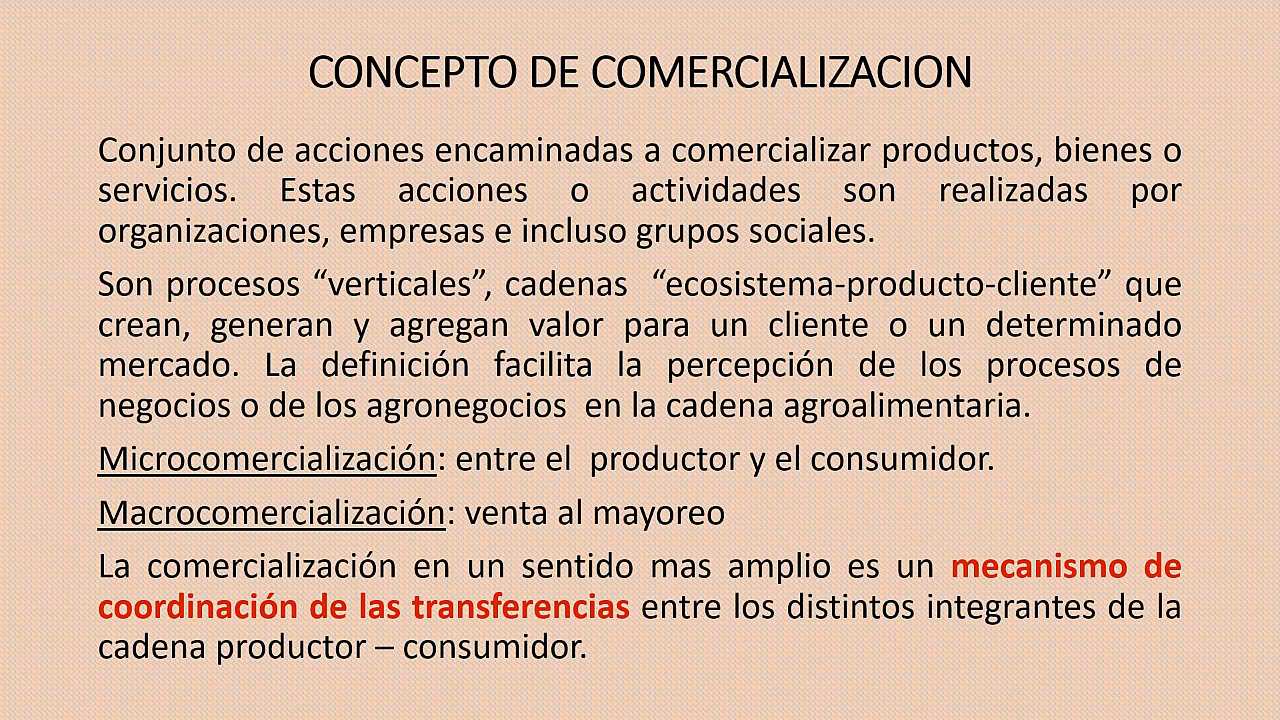 CONCEPTO DE COMERCIALIZACION
Conjunto de acciones encaminadas a comercializar productos, bienes o
servicios. Estas acciones o actividades son realizadas por
organizaciones, empresas e incluso grupos sociales.
Son procesos “verticales”, cadenas “ecosistema-producto-cliente” que
crean, generan y agregan valor para un cliente o un determinado
mercado. La definición facilita la percepción de los procesos de
negocios o de los agronegocios en la cadena agroalimentaria.
Microcomercialización: entre el productor y el consumidor.
Macrocomercialización: venta al mayoreo
La comercialización en un sentido mas amplio es un mecanismo de
coordinación de las transferencias entre los distintos integrantes de la
cadena productor – consumidor.